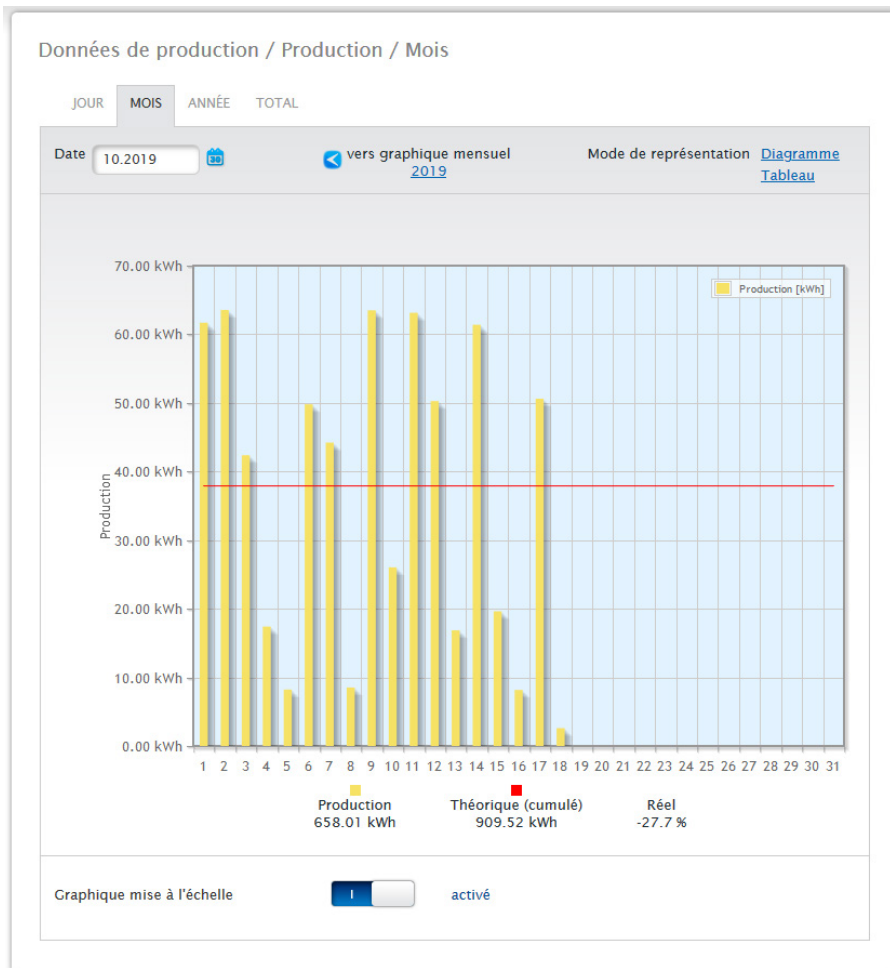 Données de production / Production / Mois
JOUR MOIS ANNÉE TOTAL
Date 10.2019 30 vers graphique mensuel Mode de représentation Diagramme
2019 Tableau
70.00 kWh
Production [kWh]
60.00 kWh
50.00 kWh
40.00 kWh
Production
30.00 kWh
20.00 kWh
10.00 kWh
0.00 kWh
1 2 3 4 5 6 7 8 9 10 11 12 13 14 15 16 17 18 19 20 21 22 23 24 25 26 27 28 29 30 31
Production Théorique (cumulé) Réel
658.01 kWh 909.52 kWh -27.7 %
Graphique mise à l'échelle I activé